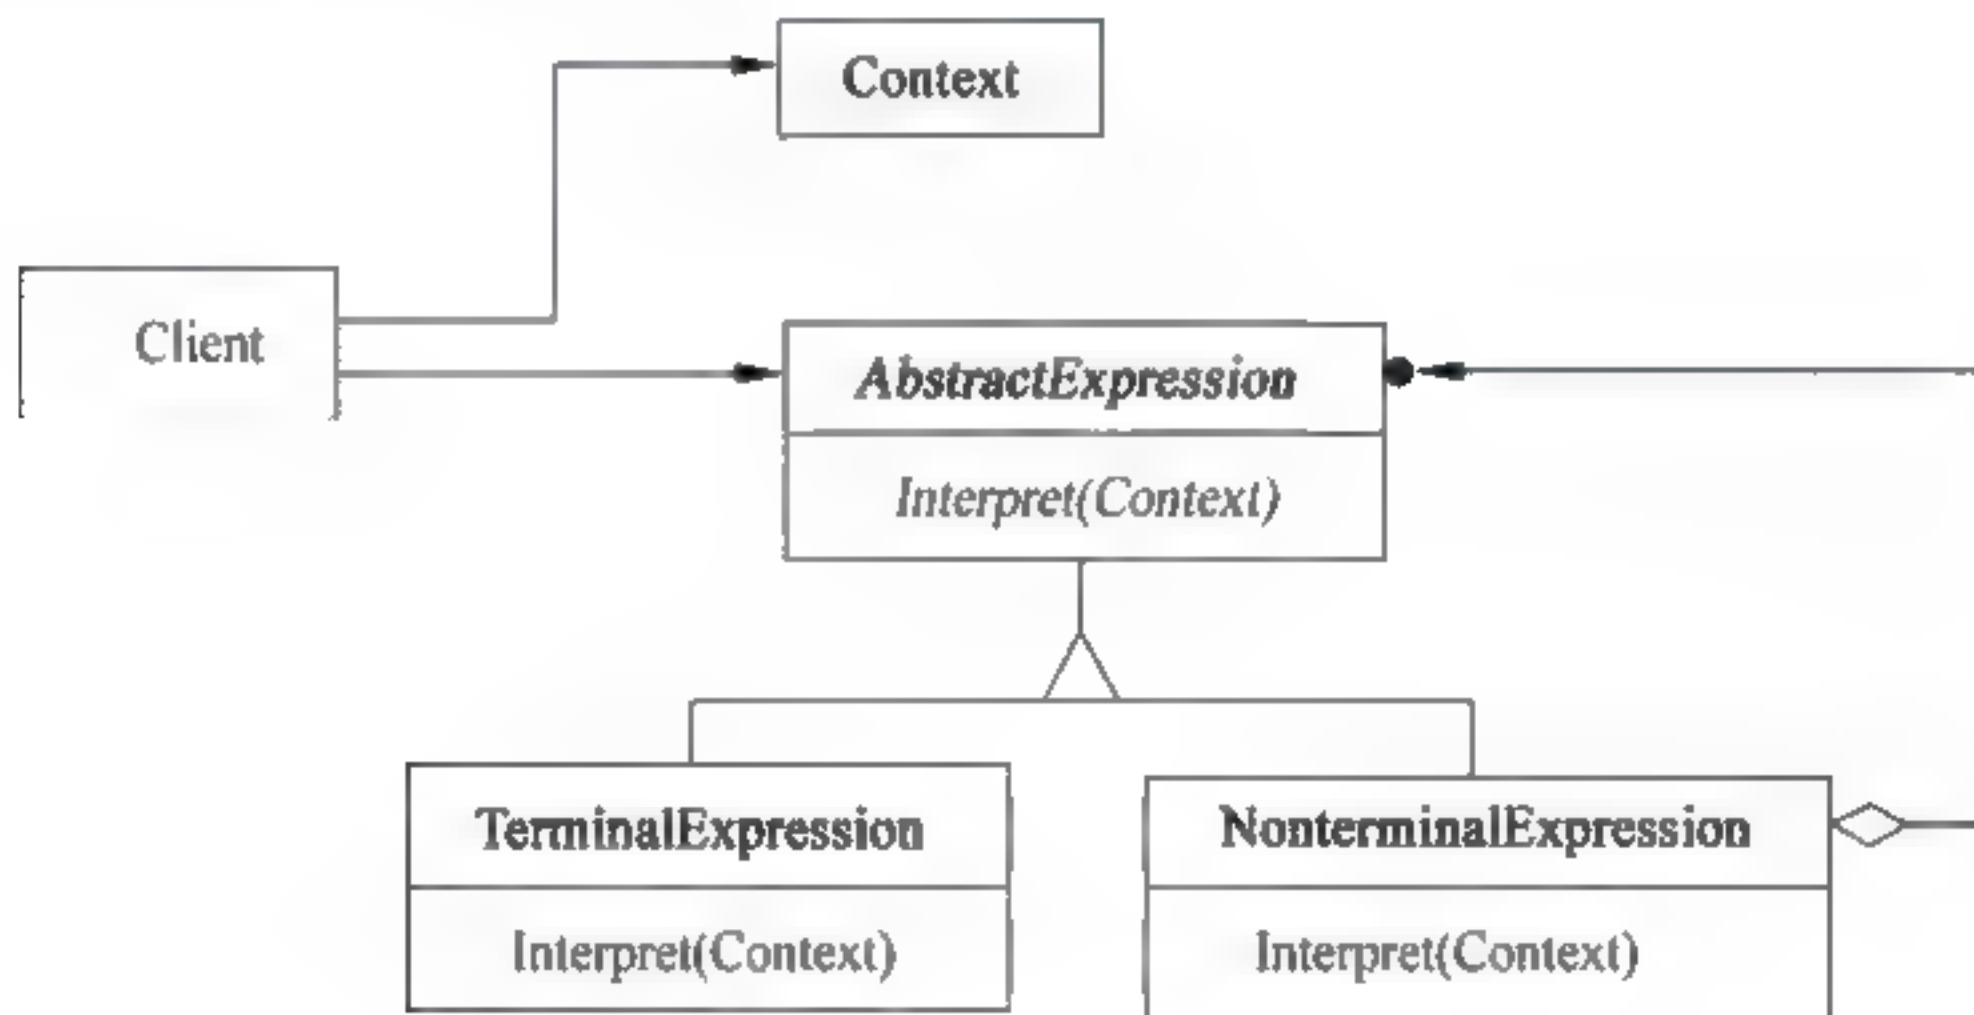 Context
Client
AbstractExpression
Interpret(Context)
TerminalExpression
NonterminalExpression
Interpret(Context)
Interpret(Context)